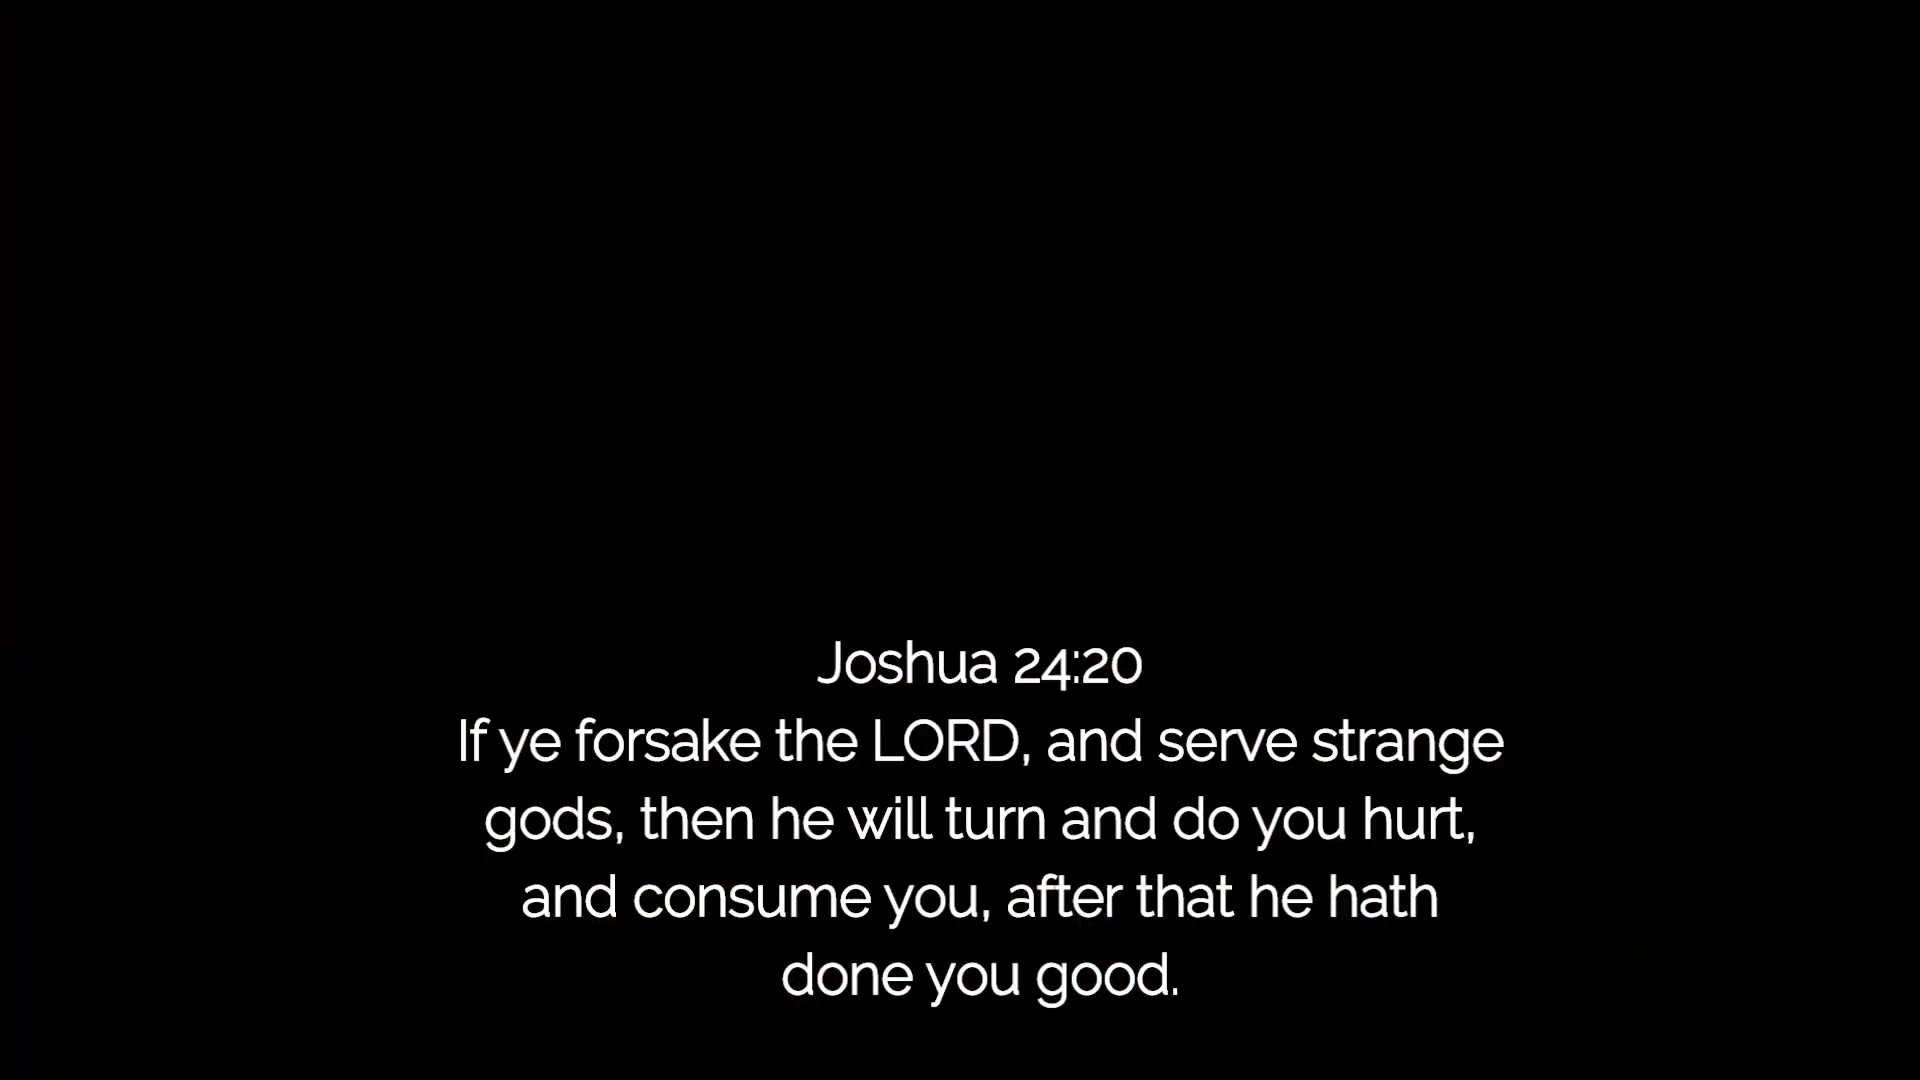 Joshua 24:20
If ye forsake the LORD, and serve strange
gods, then he will turn and do you hurt,
and consume you, after that he hath
done you good.